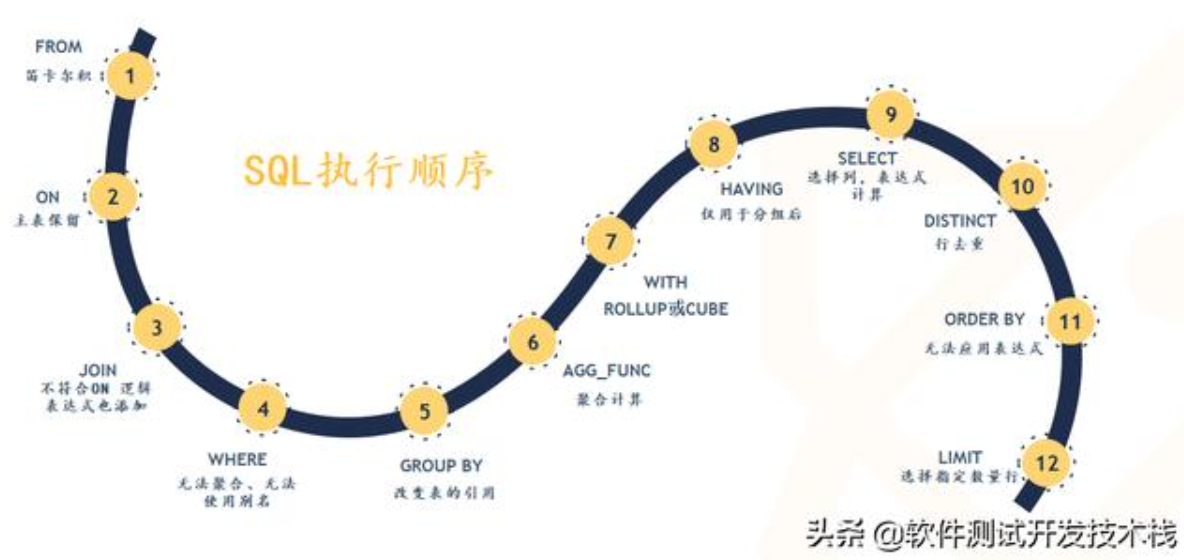 FROM
笛卡尔积
1
SQL执行顺序
ON
主表保留
2
3
JOIN
不符合ON 逻辑
表达式也添加
4
WHERE
无法聚合、无法
使用别名
5
GROUP BY
改变表的引用
6
AGG_FUNC
聚合计算
7
WITH
ROLLUP或CUBE
8
HAVING
仅用于分组后
9
SELECT
选择列、表达式
计算
10
DISTINCT
行去重
11
ORDER BY
无法应用表达式
12
LIMIT
选择指定数量行
头条 @软件测试开发技术栈